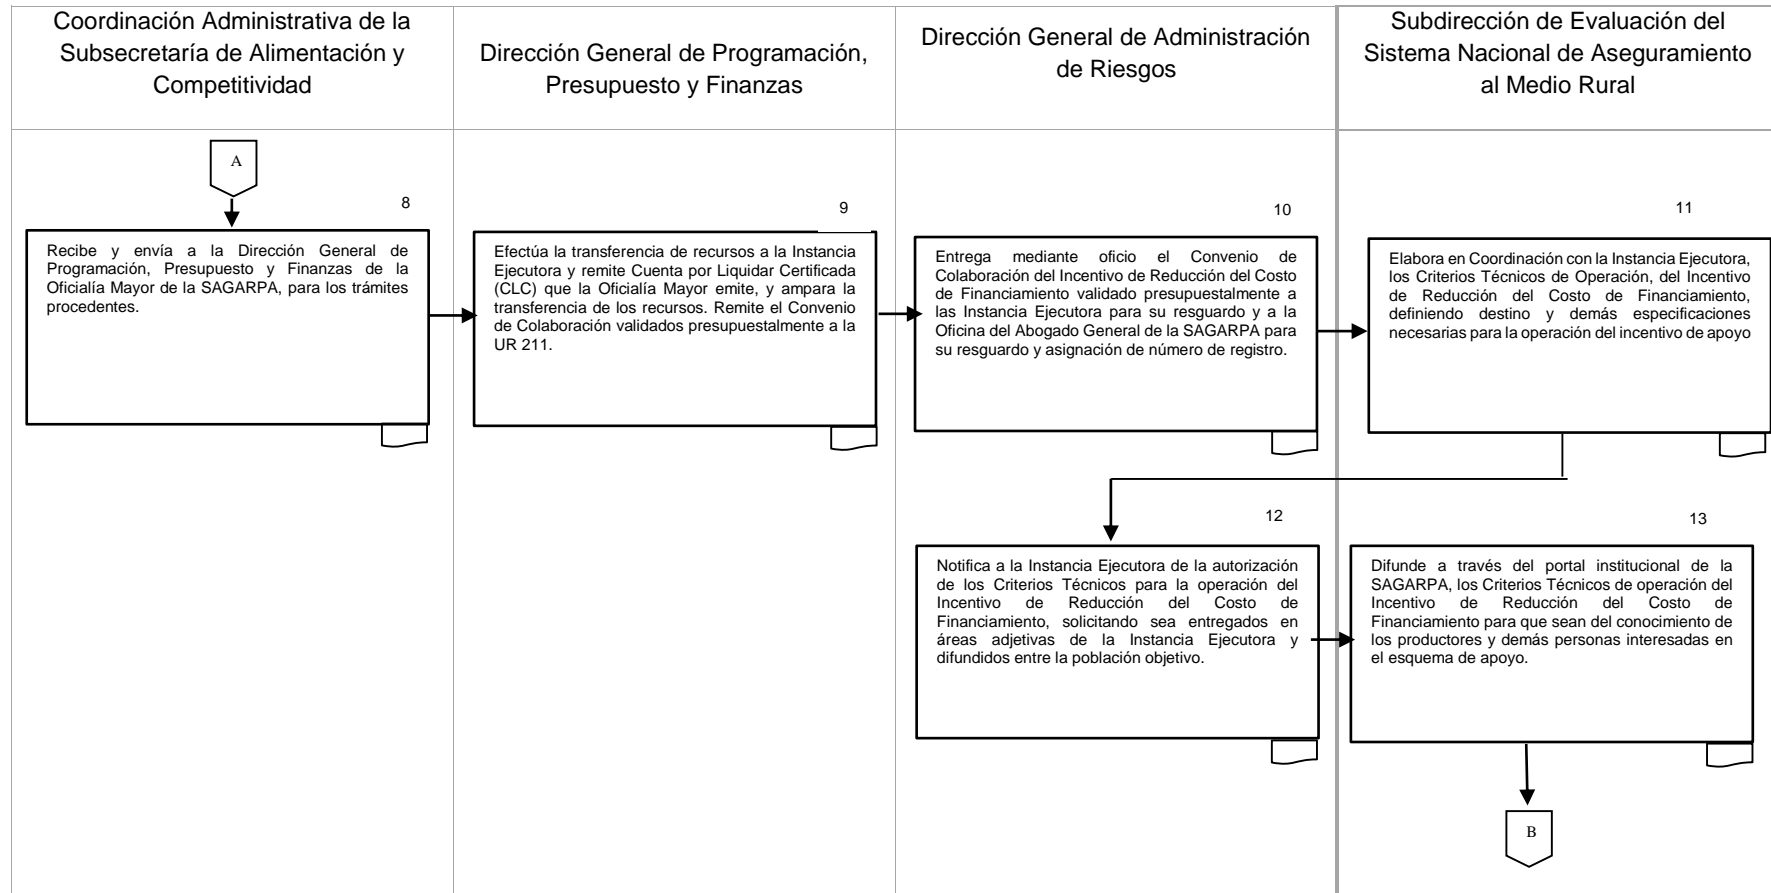 Coordinación Administrativa de la
Subsecretaría de Alimentación y
Competitividad
Dirección General de Programación,
Presupuesto y Finanzas
Dirección General de Administración
de Riesgos
Subdirección de Evaluación del
Sistema Nacional de Aseguramiento
al Medio Rural
A
8
Recibe y envía a la Dirección General de
Programación, Presupuesto y Finanzas de la
Oficialía Mayor de la SAGARPA, para los trámites
procedentes.
9
Efectúa la transferencia de recursos a la Instancia
Ejecutora y remite Cuenta por Liquidar Certificada
(CLC) que la Oficialía Mayor emite, y ampara la
transferencia de los recursos. Remite el Convenio
de Colaboración validados presupuestalmente a la
UR 211.
10
Entrega mediante oficio el Convenio de
Colaboración del Incentivo de Reducción del Costo
de Financiamiento validado presupuestalmente a
las Instancia Ejecutora para su resguardo y a la
Oficina del Abogado General de la SAGARPA para
su resguardo y asignación de número de registro.
11
Elabora en Coordinación con la Instancia Ejecutora,
los Criterios Técnicos de Operación, del Incentivo
de Reducción del Costo de Financiamiento,
definiendo destino y demás especificaciones
necesarias para la operación del incentivo de apoyo
12
Notifica a la Instancia Ejecutora de la autorización
de los Criterios Técnicos para la operación del
Incentivo de Reducción del Costo de
Financiamiento, solicitando sea entregados en
áreas adjetivas de la Instancia Ejecutora y
difundidos entre la población objetivo.
13
Difunde a través del portal institucional de la
SAGARPA, los Criterios Técnicos de operación del
Incentivo de Reducción del Costo de
Financiamiento para que sean del conocimiento de
los productores y demás personas interesadas en
el esquema de apoyo.
B